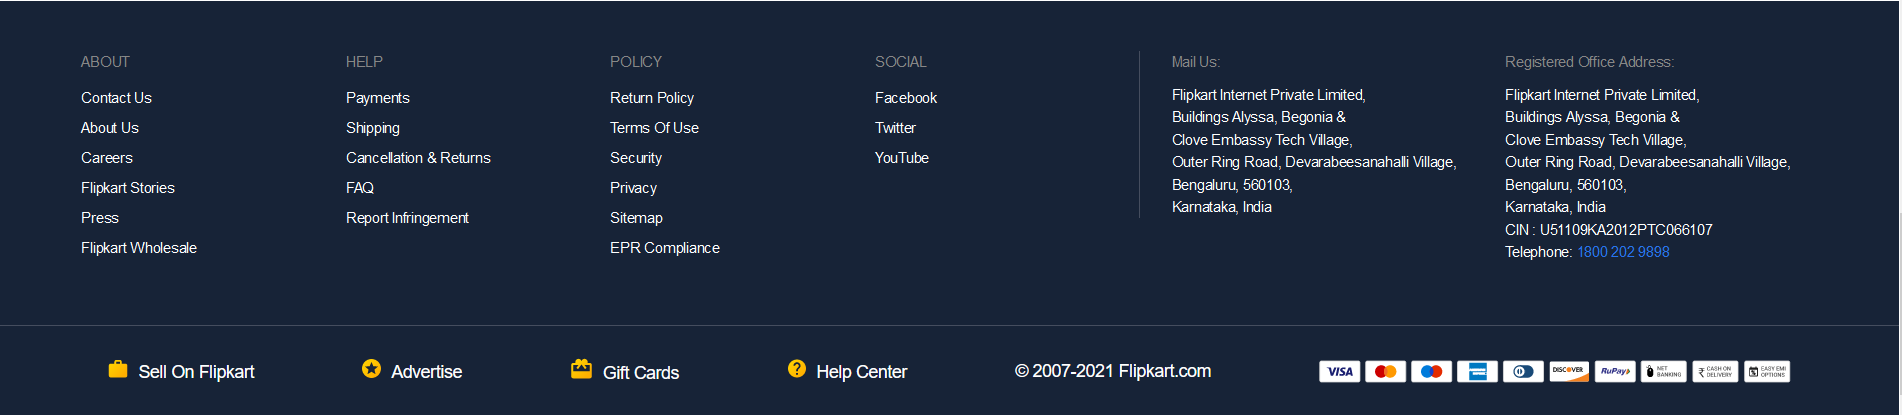 ABOUT
Contact Us
About Us
Careers
Flipkart Stories
Press
Flipkart Wholesale
HELP
Payments
Shipping
Cancellation & Returns
FAQ
Report Infringement
POLICY
Return Policy
Terms Of Use
Security
Privacy
Sitemap
EPR Compliance
SOCIAL
Facebook
Twitter
YouTube
Mail Us:
Flipkart Internet Private Limited,
Buildings Alyssa, Begonia &
Clove Embassy Tech Village,
Outer Ring Road, Devarabeesanahalli Village,
Bengaluru, 560103,
Karnataka, India
Registered Office Address:
Flipkart Internet Private Limited,
Buildings Alyssa, Begonia &
Clove Embassy Tech Village,
Outer Ring Road, Devarabeesanahalli Village,
Bengaluru, 560103,
Karnataka, India
CIN : U51109KA2012PTC066107
Telephone: 1800 202 9898
Sell On Flipkart
Advertise
Gift Cards
Help Center
© 2007-2021 Flipkart.com
VISA
DISCOVER
RuPay
NET
BANKING
₹ CASH ON
DELIVERY
EASY EMI
OPTIONS